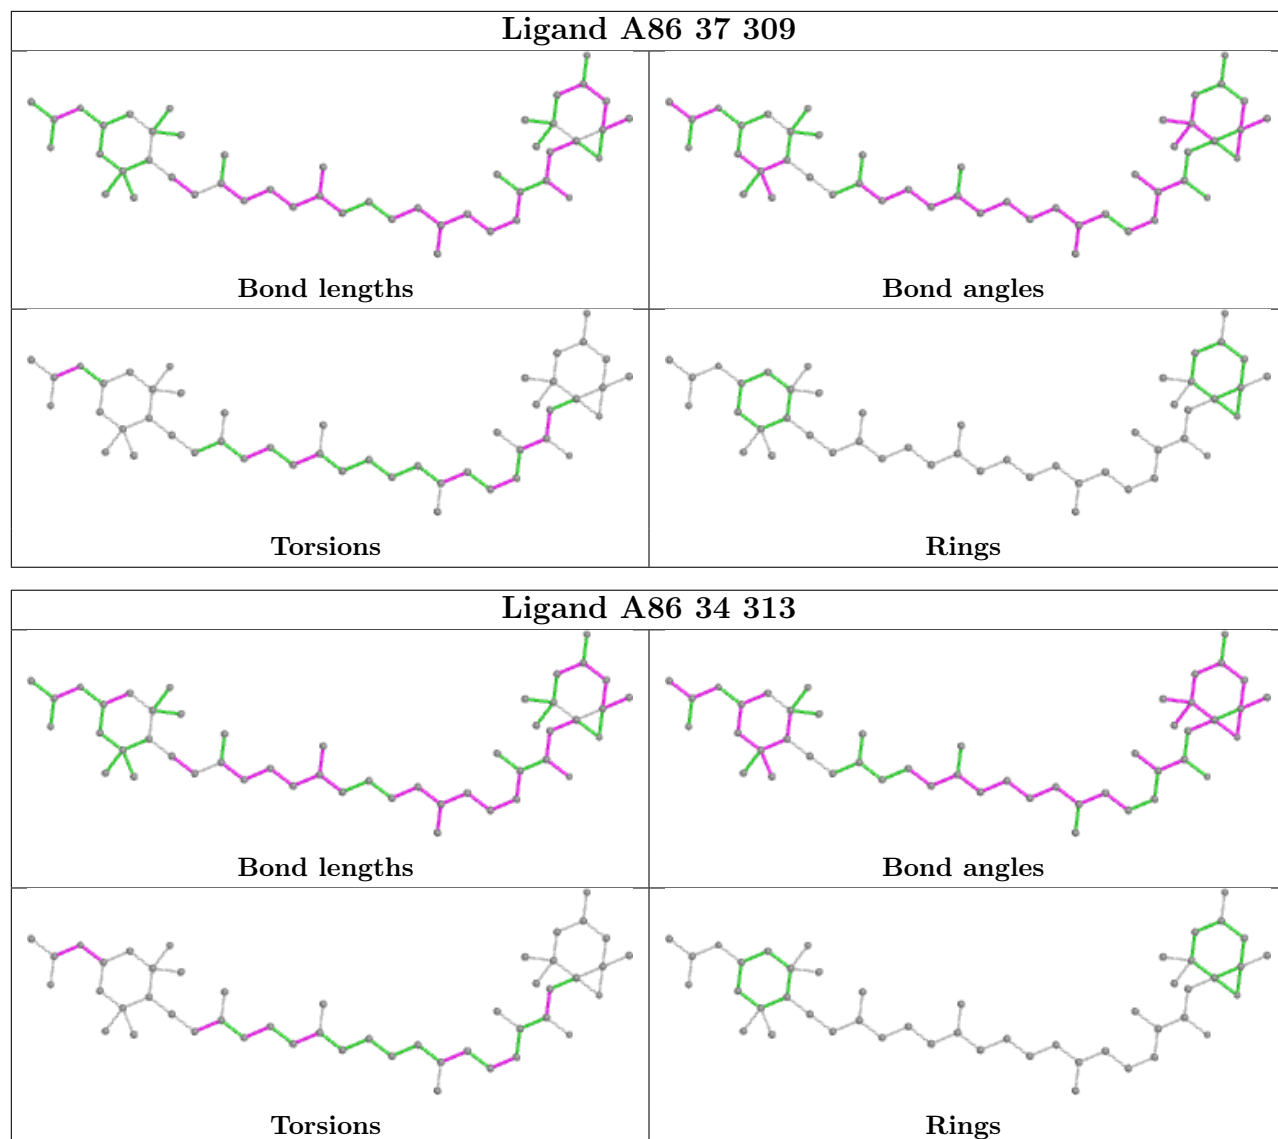 Ligand A86 37 309
Bond lengths
Bond angles
Torsions
Rings
Ligand A86 34 313
Bond lengths
Bond angles
Torsions
Rings